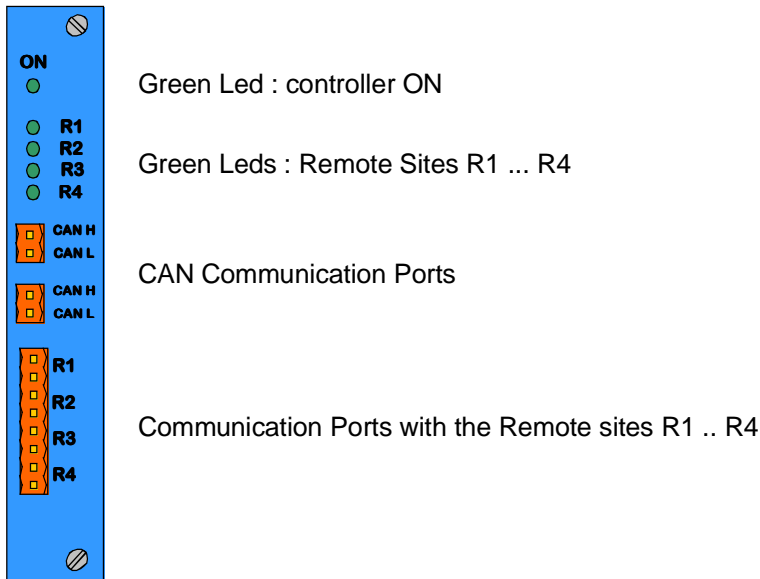 ON
Green Led : controller ON
R1
R2
R3
R4
Green Leds : Remote Sites R1 ... R4
CAN H
CAN L
CAN H
CAN L
CAN Communication Ports
R1
R2
R3
R4
Communication Ports with the Remote sites R1 .. R4